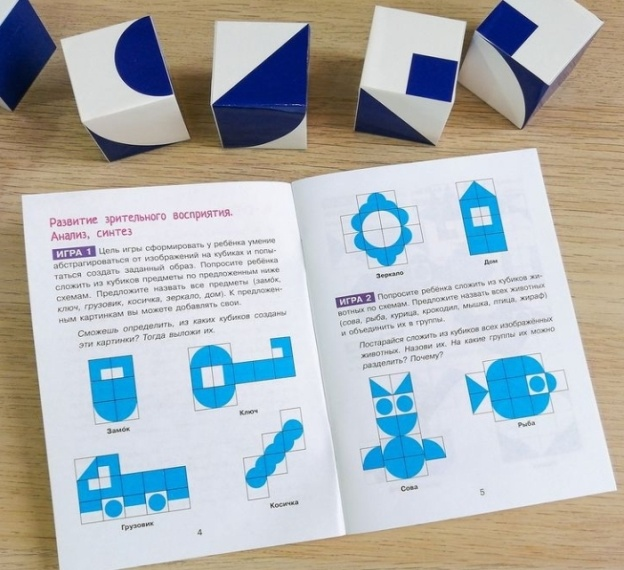 Развитие зрительного восприятия.
Анализ, синтез
ИГРА 1 Цель игры сформировать у ребёнка умение
абстрагироваться от изображений на кубиках и попы-
таться создать заданный образ. Попросите ребёнка
сложить из кубиков предметы по предложенным ниже
схемам. Предложите назвать все предметы (замок,
ключ, грузовик, косичка, зеркало, дом). К предложен-
ным картинкам вы можете добавлять свои.
Сможешь определить, из каких кубиков созданы
эти картинки? Тогда выложи их.
Замок
Ключ
Грузовик
Косичка
4
Зеркало
Дом
ИГРА 2 Попросите ребёнка сложить из кубиков жи-
вотных по схемам. Предложите назвать всех животных
(сова, рыба, курица, крокодил, мышка, птица, жираф)
и объединить их в группы.
Постарайся сложить из кубиков всех изображённых
животных. Назови их. На какие группы их можно
разделить? Почему?
Сова
Рыба
5